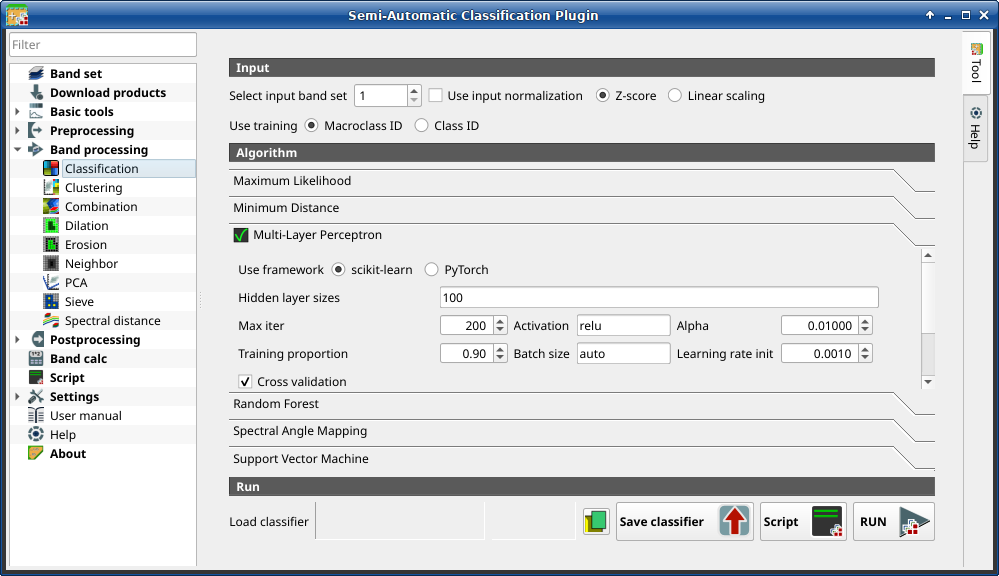 Semi-Automatic Classification Plugin
Filter
Band set
Download products
Basic tools
Preprocessing
Band processing
Classification
Clustering
Combination
Dilation
Erosion
Neighbor
PCA
Sieve
Spectral distance
Postprocessing
Band calc
Script
Settings
User manual
Help
About
Input
Select input band set 1 Use input normalization Z-score Linear scaling
Use training Macroclass ID Class ID
Algorithm
Maximum Likelihood
Minimum Distance
Multi-Layer Perceptron
Use framework scikit-learn PyTorch
Hidden layer sizes 100
Max iter 200 Activation relu Alpha 0.01000
Training proportion 0.90 Batch size auto Learning rate init 0.0010
Cross validation
Random Forest
Spectral Angle Mapping
Support Vector Machine
Run
Load classifier Save classifier Script RUN
Tool
Help